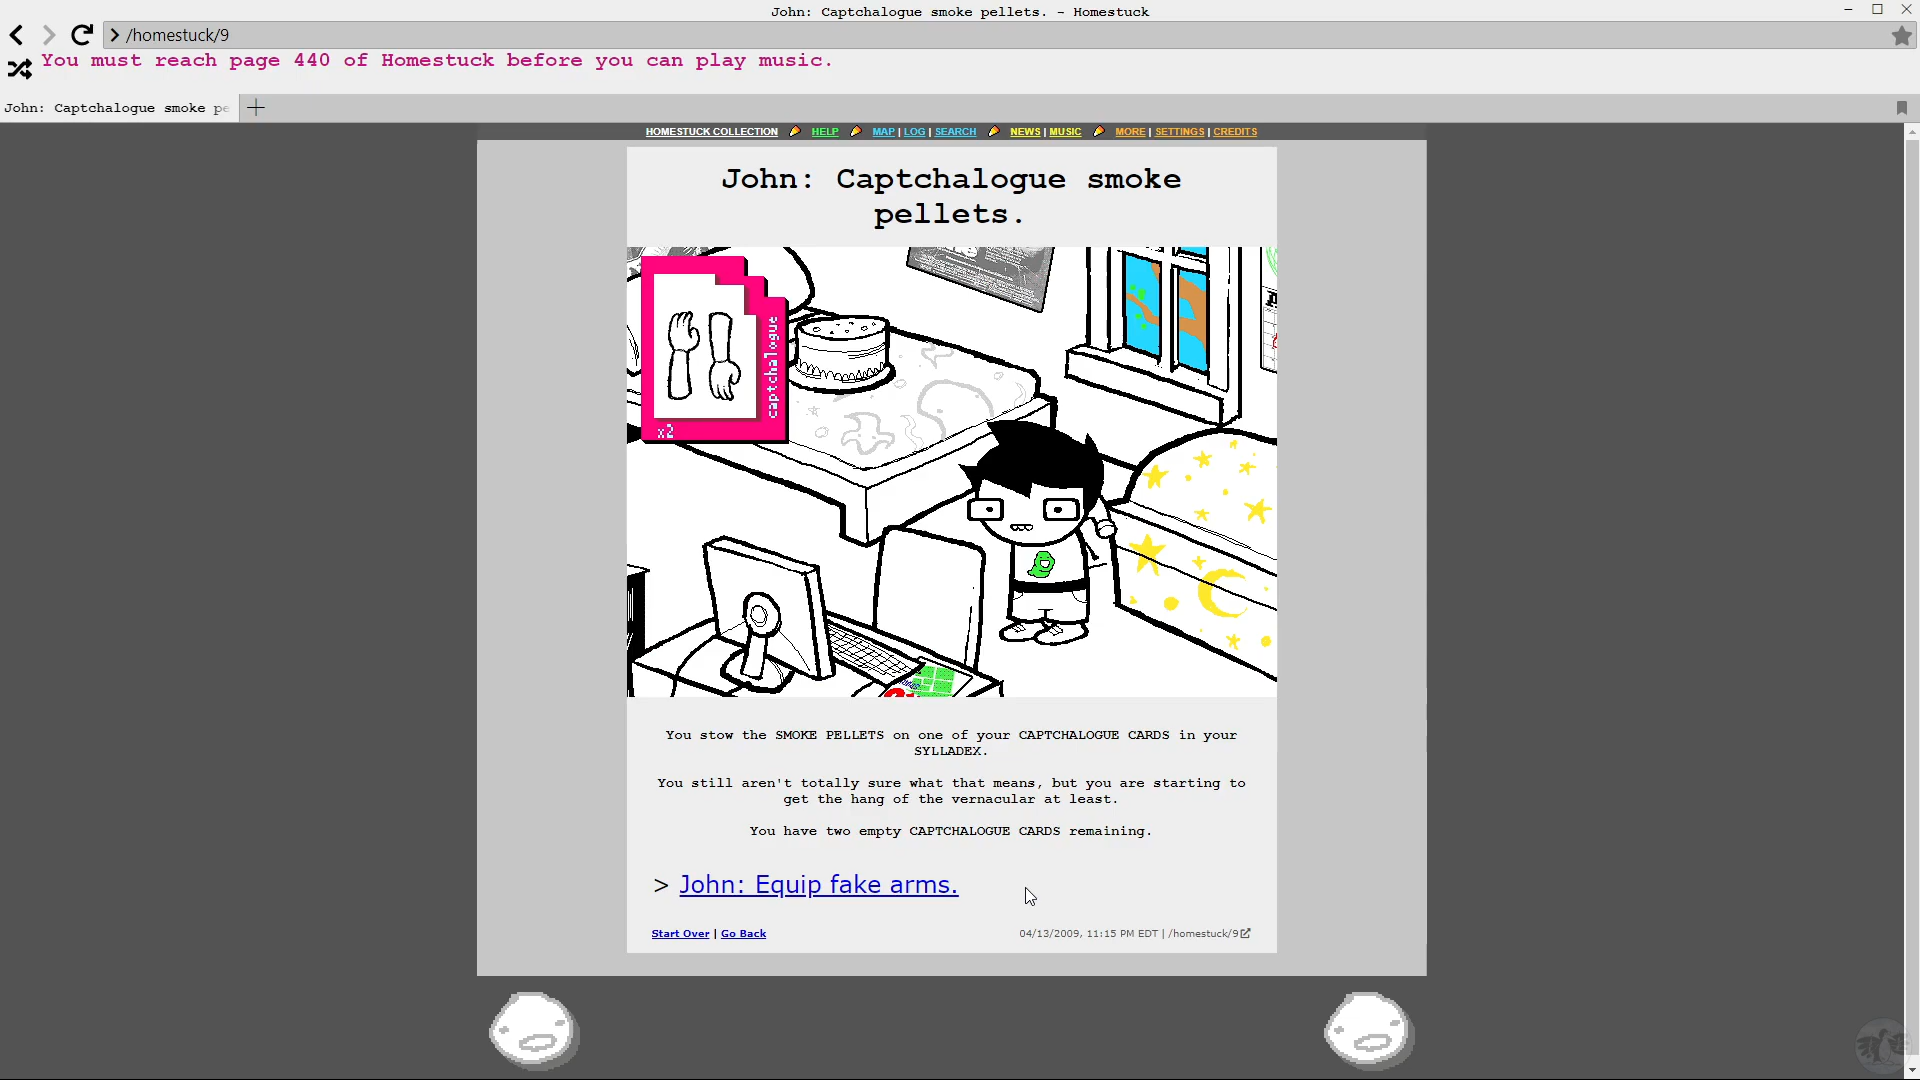 John: Captchalogue smoke pellets. - Homestuck
/homestuck/9
You must reach page 440 of Homestuck before you can play music.
John: Captchalogue smoke pe
HOMESTUCK COLLECTION HELP MAP | LOG | SEARCH NEWS | MUSIC MORE | SETTINGS | CREDITS
John: Captchalogue smoke
pellets.
captchalogue
x2
You stow the SMOKE PELLETS on one of your CAPTCHALOGUE CARDS in your
SYLLADEX.
You still aren't totally sure what that means, but you are starting to
get the hang of the vernacular at least.
You have two empty CAPTCHALOGUE CARDS remaining.
> John: Equip fake arms.
Start Over | Go Back
04/13/2009, 11:15 PM EDT | /homestuck/9